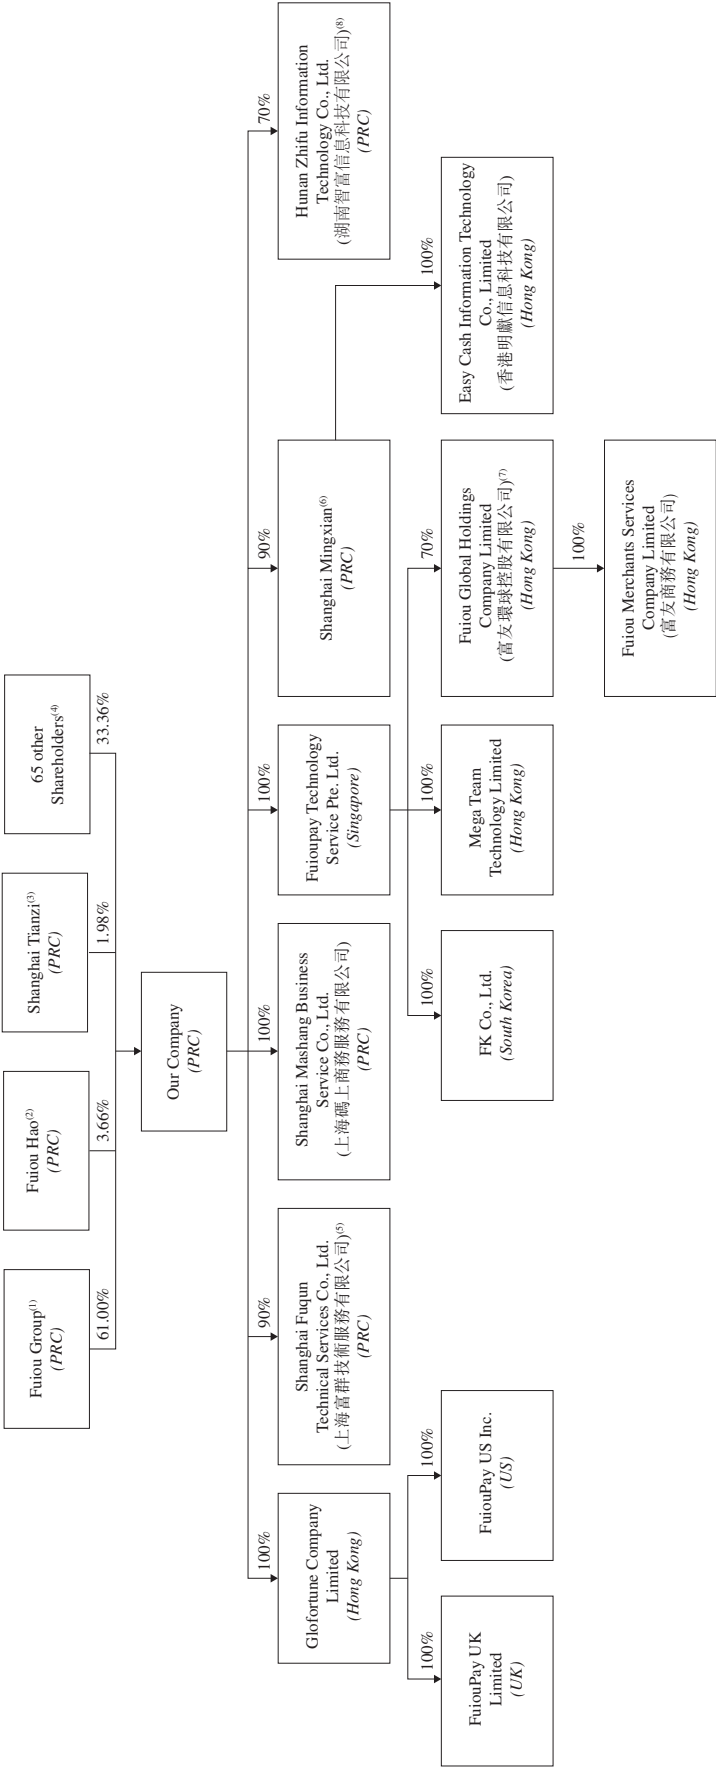 Fuiou Group(1)
(PRC)
Fuiou Hao(2)
(PRC)
Shanghai Tianzi(3)
(PRC)
65 other
Shareholders(4)
61.00%
3.66%
1.98%
33.36%
Our Company
(PRC)
100%
90%
100%
100%
90%
70%
Glofortune Company
Limited
(Hong Kong)
Shanghai Fuqun
Technical Services Co., Ltd.
(上海富群技術服務有限公司)(5)
(PRC)
Shanghai Mashang Business
Service Co., Ltd.
(上海碼上商務服務有限公司)
(PRC)
Fuioupay Technology
Service Pte. Ltd.
(Singapore)
Shanghai Mingxian(6)
(PRC)
Hunan Zhifu Information
Technology Co., Ltd.
(湖南智富信息科技有限公司)(8)
(PRC)
100%
100%
100%
100%
70%
100%
FuiouPay UK
Limited
(UK)
FuiouPay US Inc.
(US)
FK Co., Ltd.
(South Korea)
Mega Team
Technology Limited
(Hong Kong)
Fuiou Global Holdings
Company Limited
(富友環球控股有限公司)(7)
(Hong Kong)
Easy Cash Information Technology
Co., Limited
(香港明獻信息科技有限公司)
(Hong Kong)
100%
Fuiou Merchants Services
Company Limited
(富友商務有限公司)
(Hong Kong)